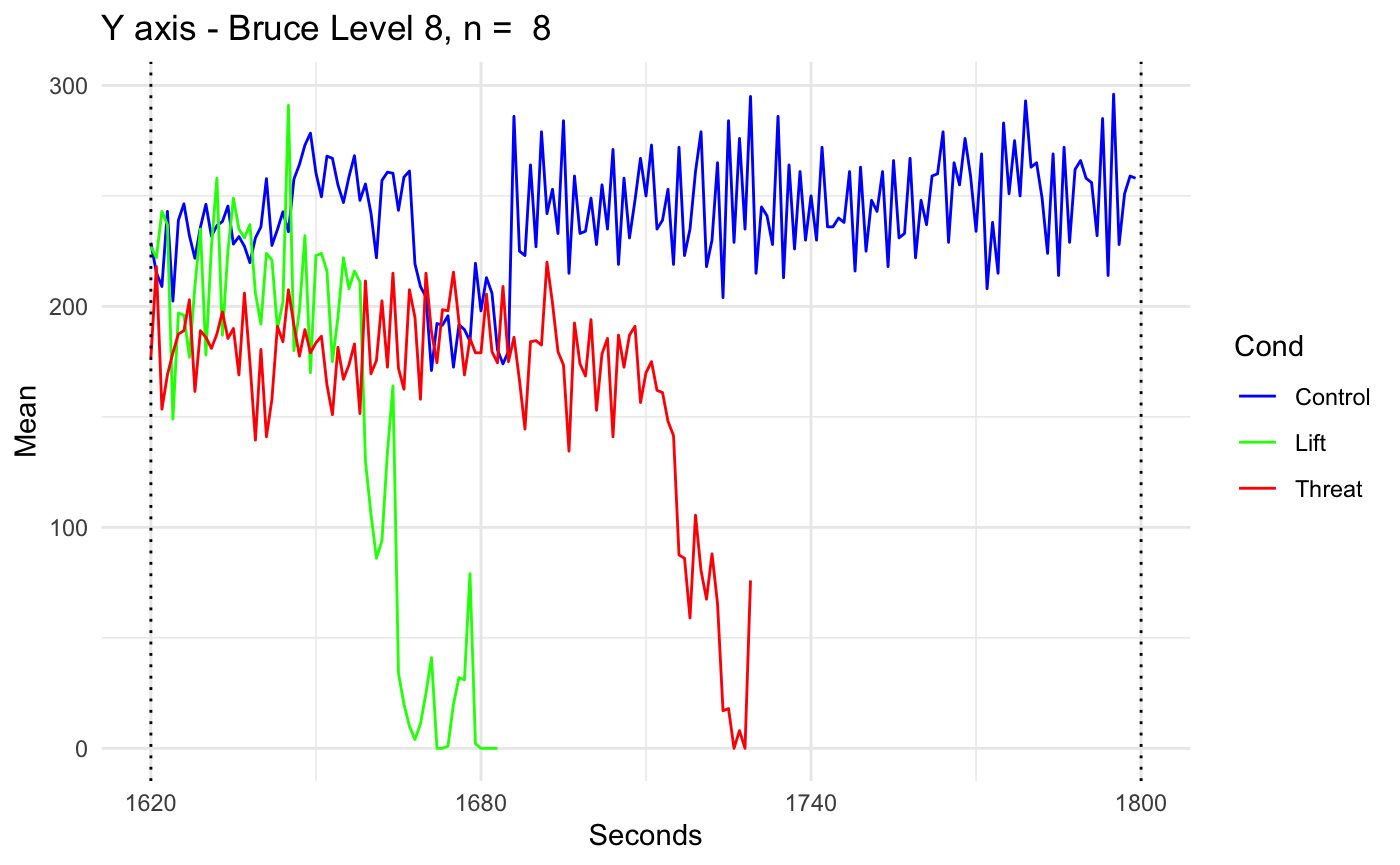 Y axis - Bruce Level 8, n =  8
300
200
100
0
Mean
1620
1680
1740
1800
Seconds
Cond
Control
Lift
Threat